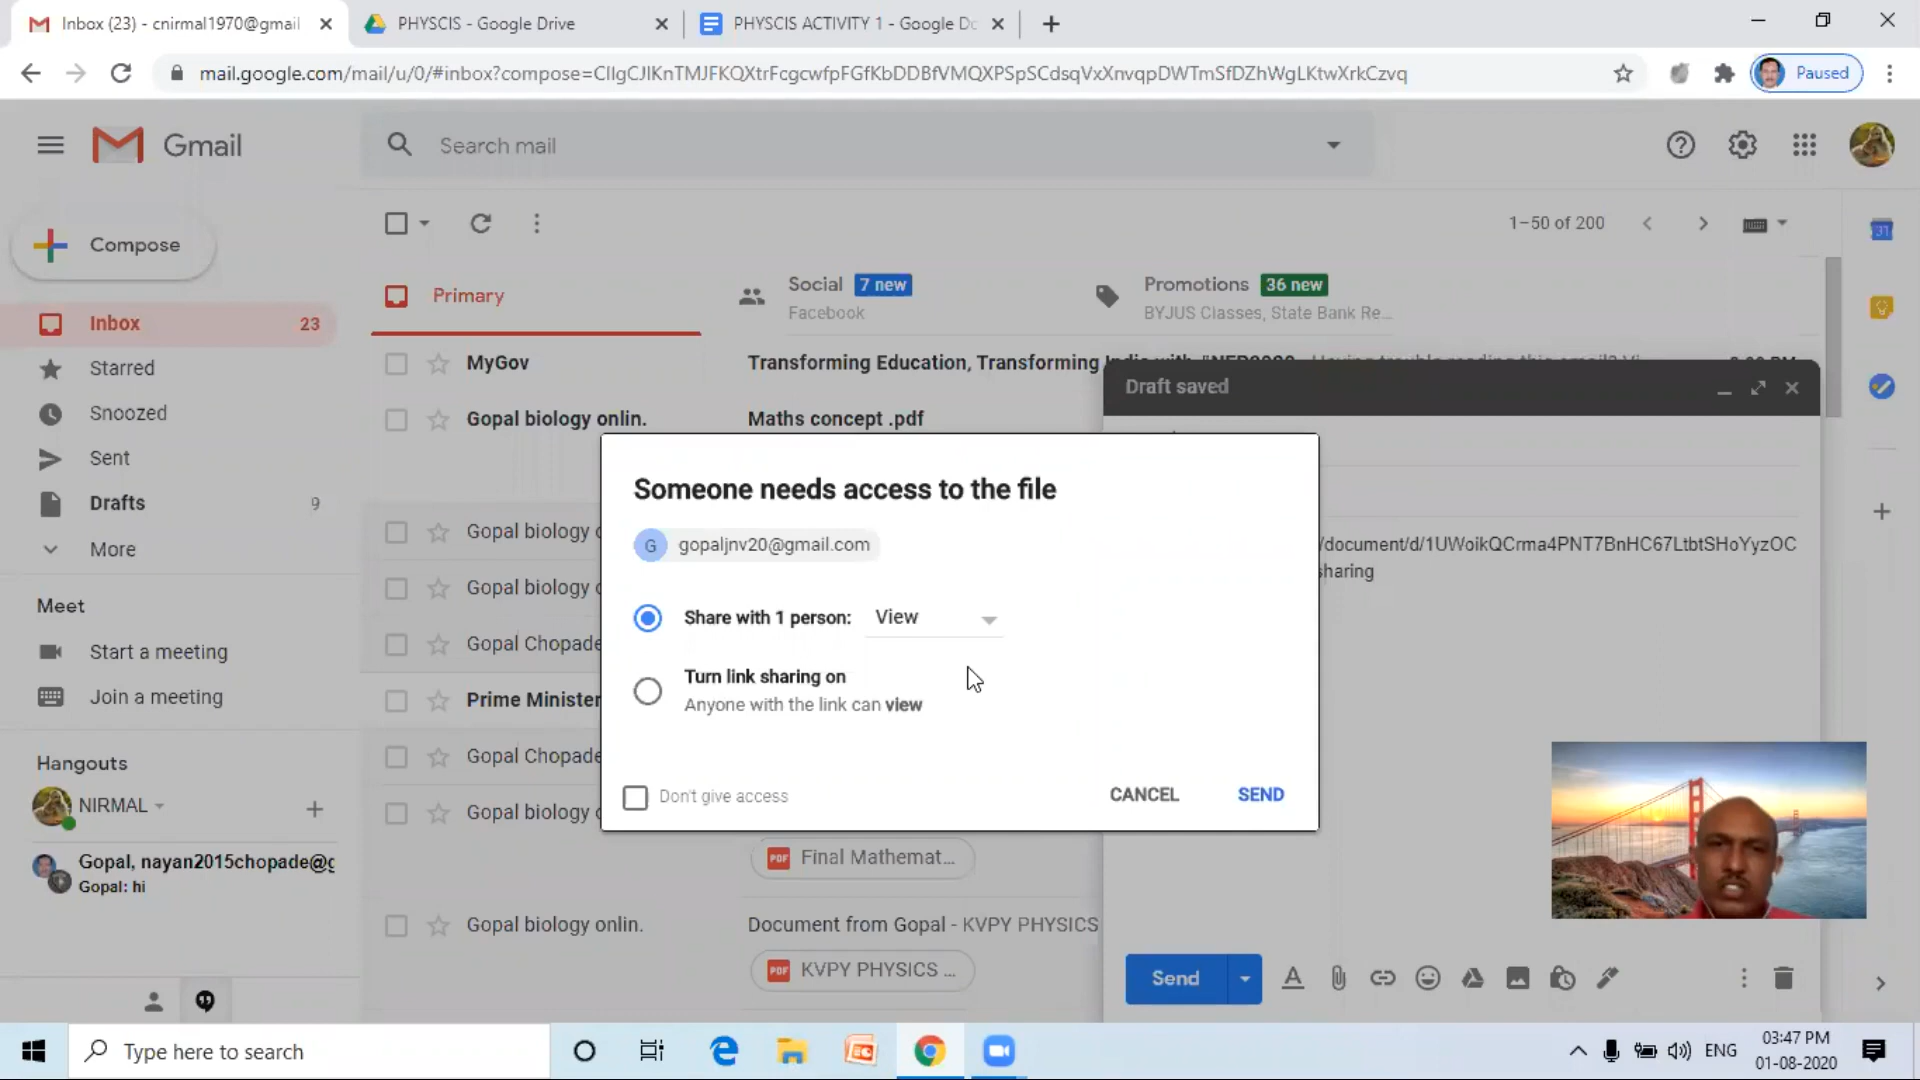 Inbox (23) - cnirmal1970@gmail
PHYSCIS - Google Drive
PHYSCIS ACTIVITY 1 - Google Do
mail.google.com/mail/u/0/#inbox?compose=CllgCJlKnTMJFKQXtrFcgcwfpFGfKbDDBfVMQXPSpSCdsqVxXnvqpDWTmSfDZhWgLKtwXrkCzvq
Paused
Gmail
Search mail
Compose
1–50 of 200
31
Primary
Social 7 new
Facebook
Promotions 36 new
BYJUS Classes, State Bank Re...
Inbox 23
Starred
Snoozed
Sent
Drafts 9
More
MyGov
Transforming Education, Transforming
Gopal biology onlin.
Maths concept .pdf
Gopal biology
Gopal biology
Gopal Chopade
Prime Minister
Gopal Chopade
Gopal biology
PDF Final Mathemat...
Gopal biology onlin.
Document from Gopal - KVPY PHYSICS
PDF KVPY PHYSICS ...
Meet
Start a meeting
Join a meeting
Hangouts
NIRMAL
Gopal, nayan2015chopade@g
Gopal: hi
Draft saved
/document/d/1UWoikQCrma4PNT7BnHC67LtbtSHoYyzOC
sharing
Send
Someone needs access to the file
G gopaljnv20@gmail.com
Share with 1 person: View
Turn link sharing on
Anyone with the link can view
Don't give access
CANCEL
SEND
Type here to search
ENG
03:47 PM
01-08-2020